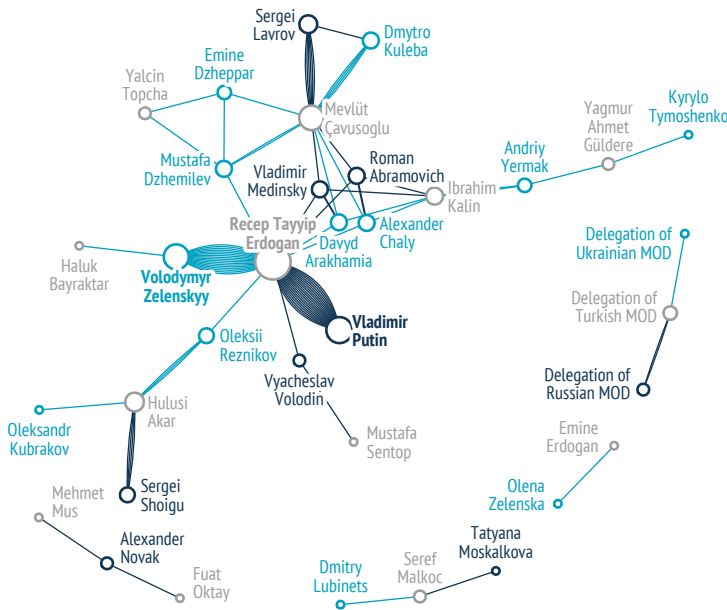 Sergei
Lavrov
Dmytro
Kuleba
Emine
Dzheppar
Yalcin
Topcha
Mevlüt
Çavusoglu
Kyrylo
Tymoshenko
Yagmur
Ahmet
Güldere
Andriy
Yermak
Mustafa
Dzhemilev
Vladimir
Medinsky
Roman
Abramovich
Ibrahim
Kalin
Recep Tayyip
Erdogan
Davyd
Arakhamia
Alexander
Chaly
Haluk
Bayraktar
Volodymyr
Zelenskyy
Delegation of
Ukrainian MOD
Delegation of
Turkish MOD
Vladimir
Putin
Oleksii
Reznikov
Vyacheslav
Volodin
Delegation of
Russian MOD
Hulusi
Akar
Oleksandr
Kubrakov
Mustafa
Sentop
Emine
Erdogan
Sergei
Shoigu
Olena
Zelenska
Mehmet
Mus
Alexander
Novak
Fuat
Oktay
Tatyana
Moskalkova
Seref
Malkoc
Dmitry
Lubinets